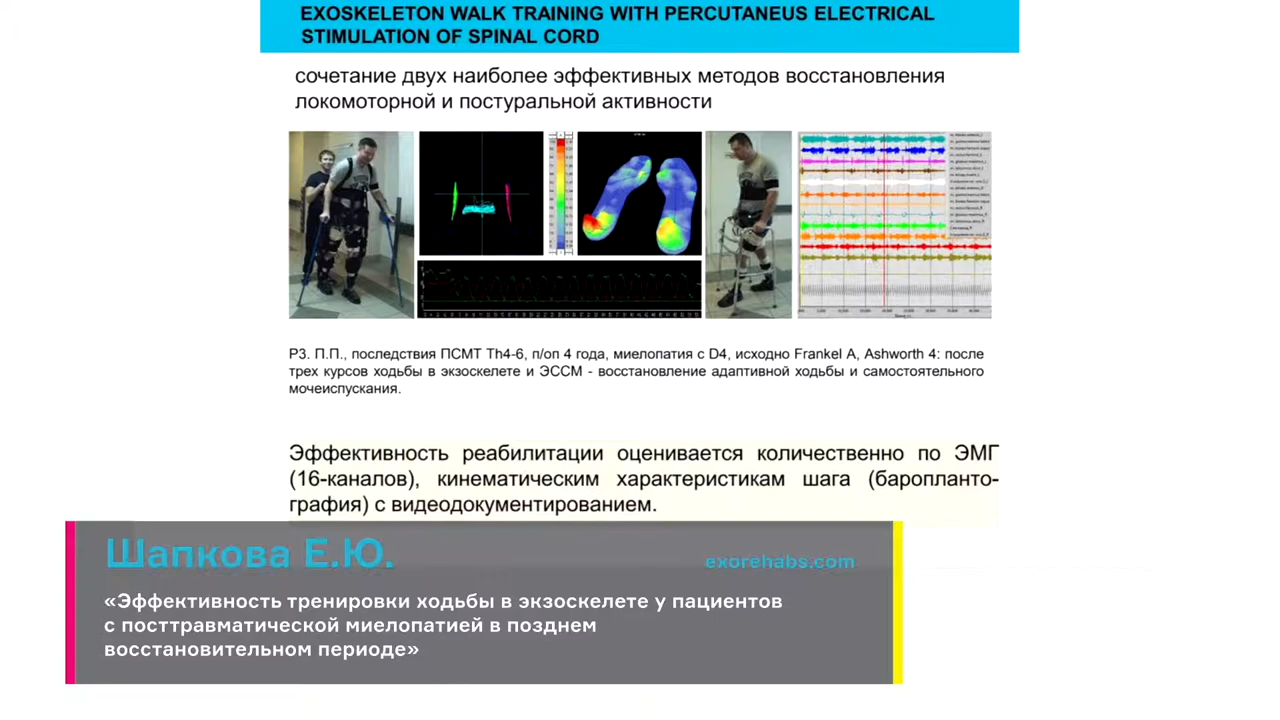 EXOSKELETON WALK TRAINING WITH PERCUTANEUS ELECTRICAL
STIMULATION OF SPINAL CORD
сочетание двух наиболее эффективных методов восстановления
локомоторной и постуральной активности
Р3. П.П., последствия ПСМТ Th4-6, п/оп 4 года, миелопатия с D4, исходно Frankel A, Ashworth 4: после
трех курсов ходьбы в экзоскелете и ЭССМ - восстановление адаптивной ходьбы и самостоятельного
мочеиспускания.
Эффективность реабилитации оценивается количественно по ЭМГ
(16-каналов), кинематическим характеристикам шага (баропланто-
графия) с видеодокументированием.
Шапкова Е.Ю.
exorehabs.com
«Эффективность тренировки ходьбы в экзоскелете у пациентов
с посттравматической миелопатией в позднем
восстановительном периоде»